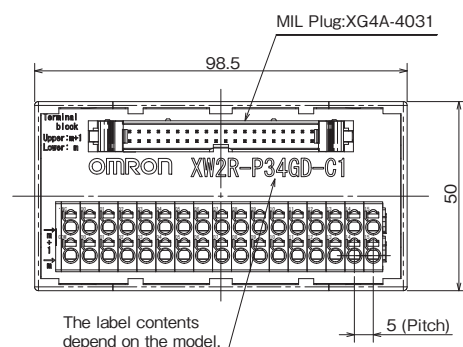 MIL Plug:XG4A-4031
98.5
Terminal
block
Upper:m+1
Lower: m
OMRON XW2R-P34GD-C1
50
m+1
m
5 (Pitch)
The label contents
depend on the model.